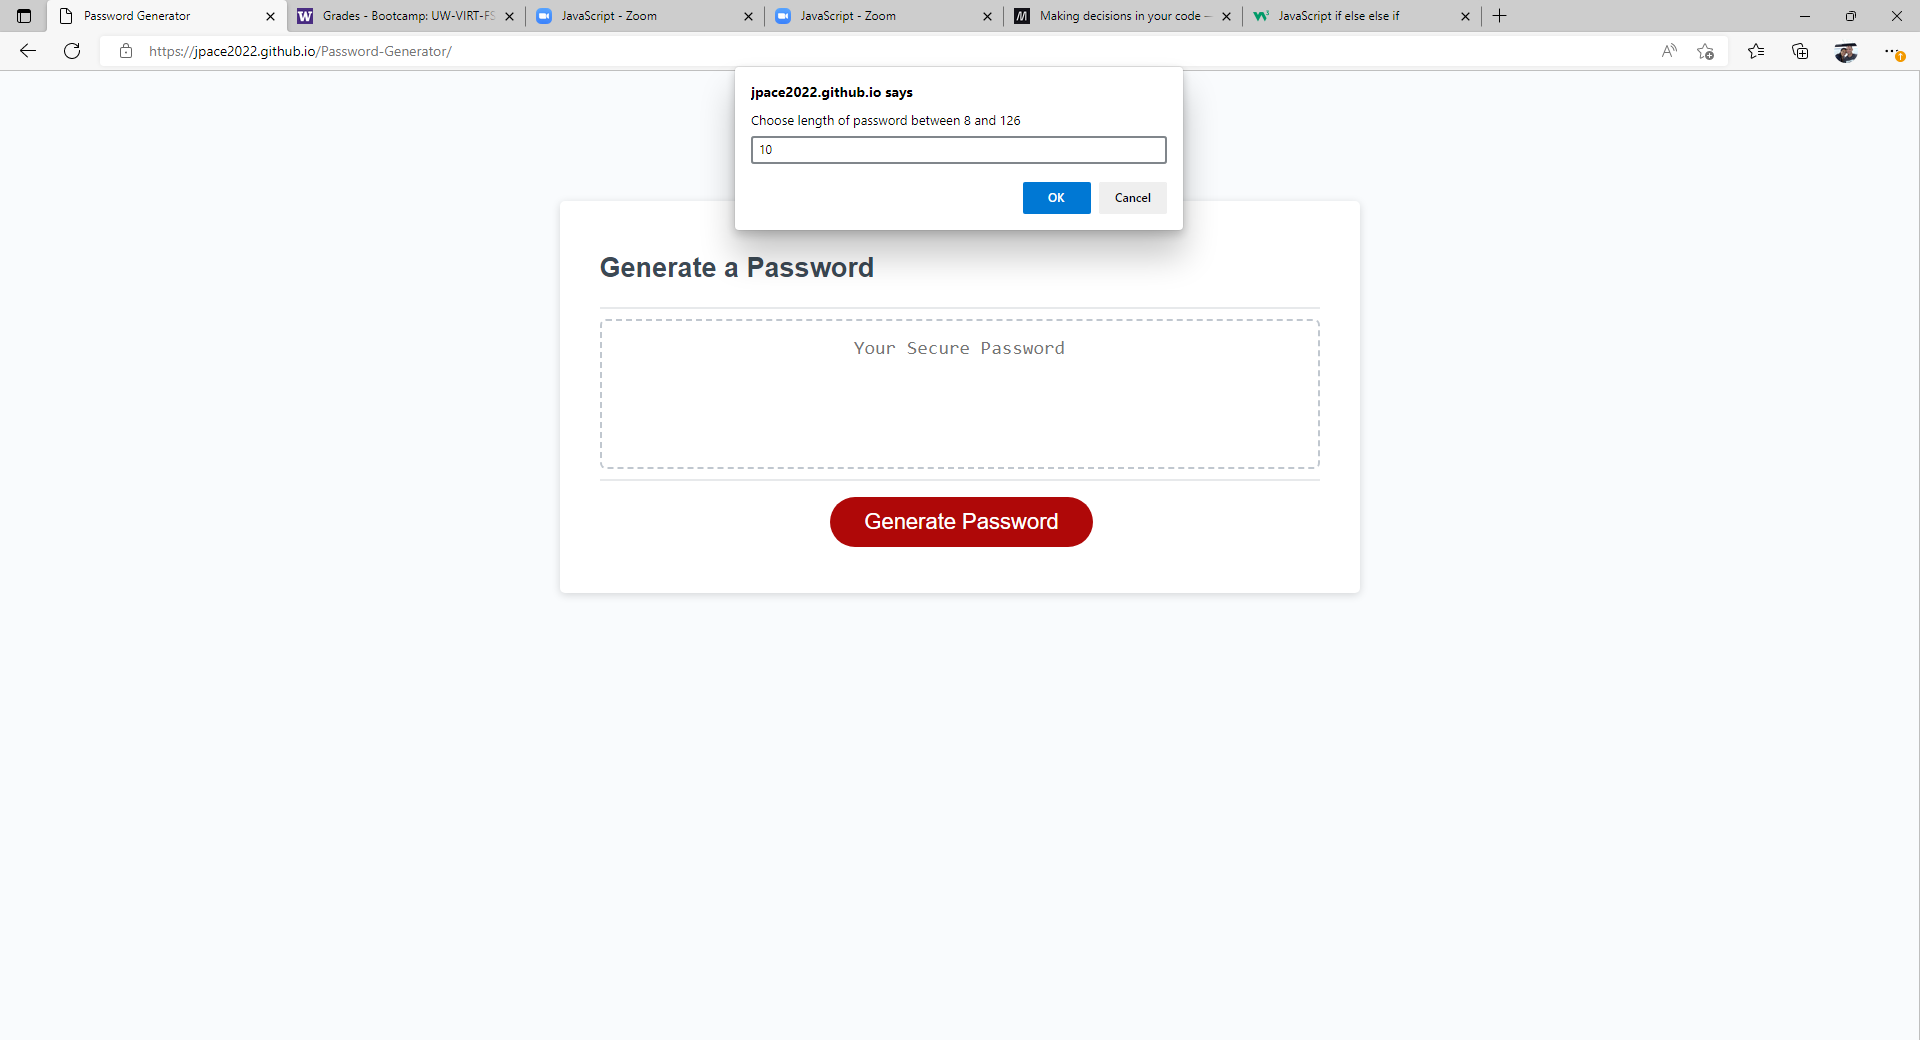 Password Generator
Grades - Bootcamp: UW-VIRT-FS
JavaScript - Zoom
JavaScript - Zoom
Making decisions in your code –
JavaScript if else else if
https://jpace2022.github.io/Password-Generator/
jpace2022.github.io says
Choose length of password between 8 and 126
10
OK
Cancel
Generate a Password
Your Secure Password
Generate Password